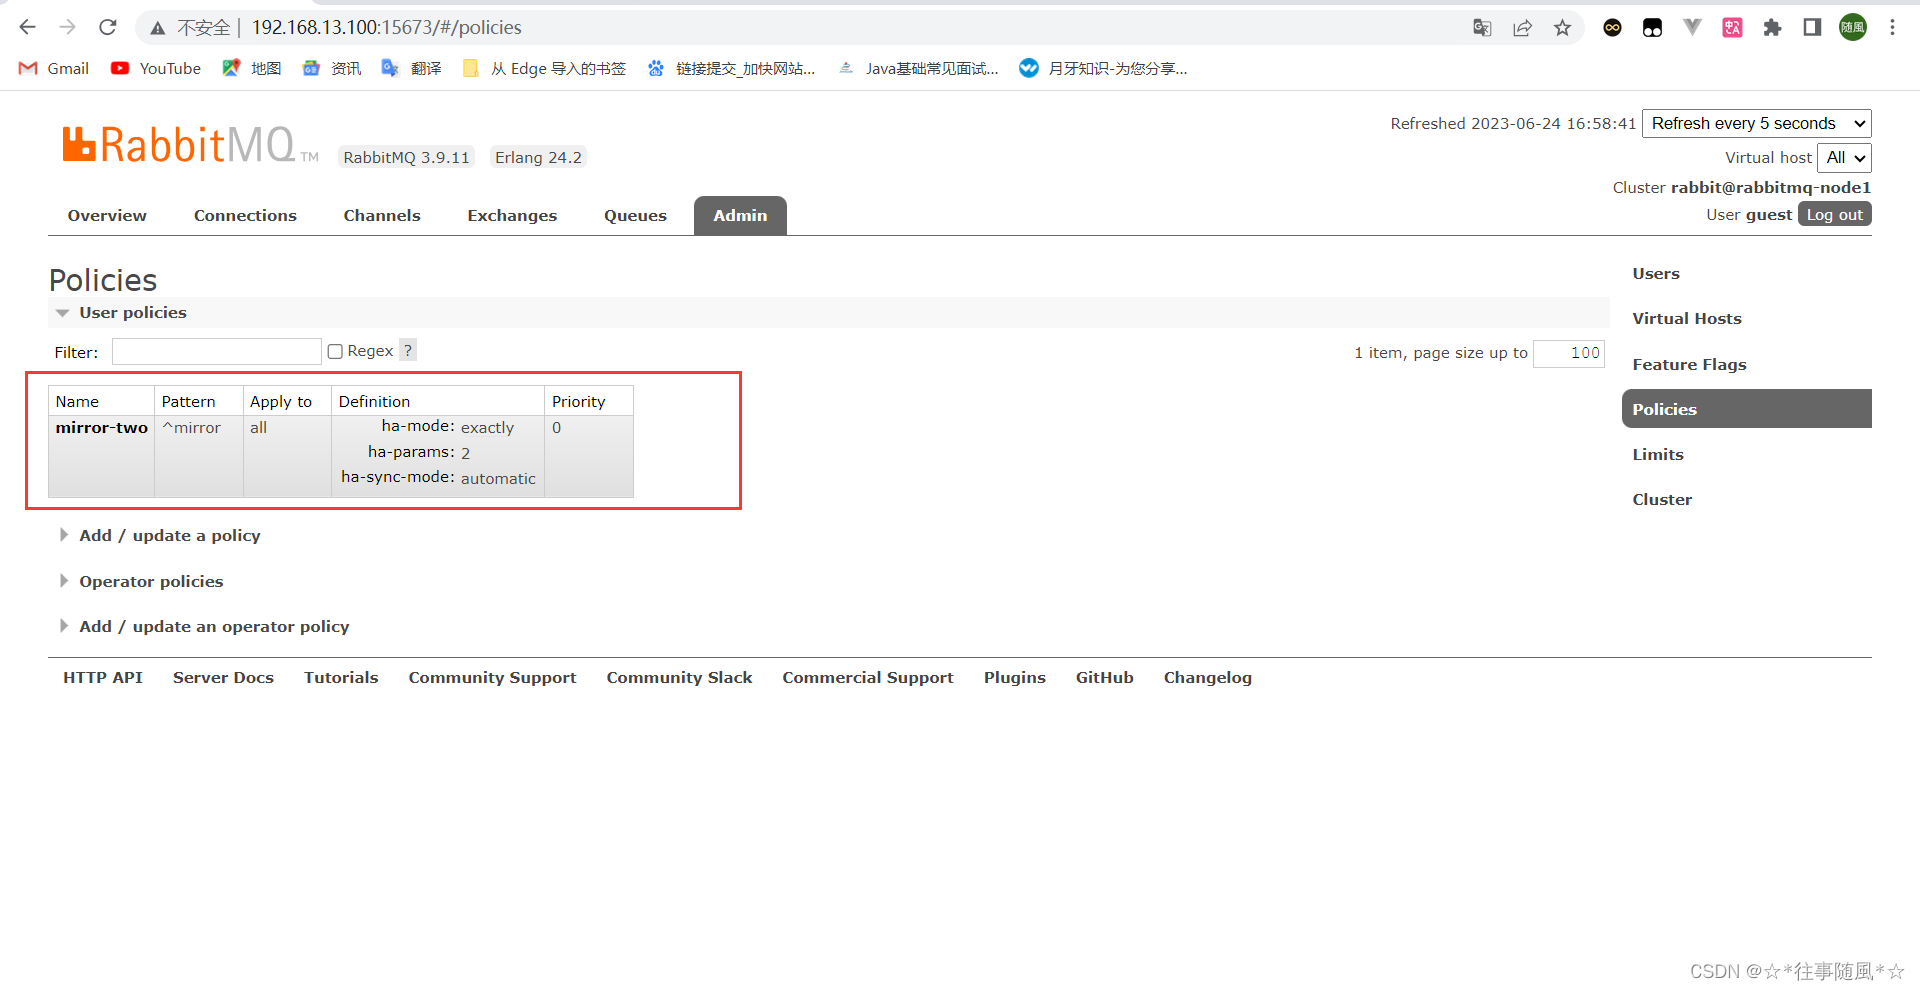 不安全 | 192.168.13.100:15673/#/policies
随風
Gmail YouTube 地图 资讯 翻译 从 Edge 导入的书签 链接提交_加快网站... Java基础常见面试... 月牙知识-为您分享...
RabbitMQ TM RabbitMQ 3.9.11 Erlang 24.2
Refreshed 2023-06-24 16:58:41 Refresh every 5 seconds
Virtual host All
Cluster rabbit@rabbitmq-node1
User guest Log out
Overview Connections Channels Exchanges Queues Admin
Policies
User policies
Filter: Regex ? 1 item, page size up to 100
Name Pattern Apply to Definition Priority
mirror-two ^mirror all ha-mode: exactly 0
ha-params: 2
ha-sync-mode: automatic
Add / update a policy
Operator policies
Add / update an operator policy
Users
Virtual Hosts
Feature Flags
Policies
Limits
Cluster
HTTP API Server Docs Tutorials Community Support Community Slack Commercial Support Plugins GitHub Changelog
CSDN @☆*往事随風*☆